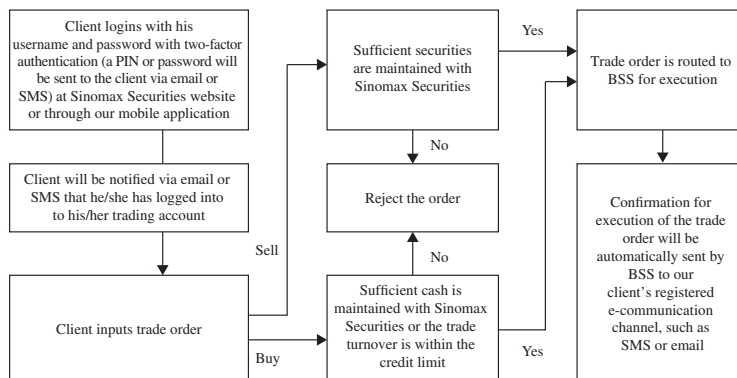 Client logins with his
username and password with two-factor
authentication (a PIN or password will
be sent to the client via email or
SMS) at Sinomax Securities website
or through our mobile application
Client will be notified via email or
SMS that he/she has logged into
to his/her trading account
Client inputs trade order
Sell
Buy
Sufficient securities
are maintained with
Sinomax Securities
No
Reject the order
No
Sufficient cash is
maintained with Sinomax
Securities or the trade
turnover is within the
credit limit
Yes
Yes
Trade order is routed to
BSS for execution
Confirmation for
execution of the trade
order will be
automatically sent by
BSS to our
client’s registered
e-communication
channel, such as
SMS or email